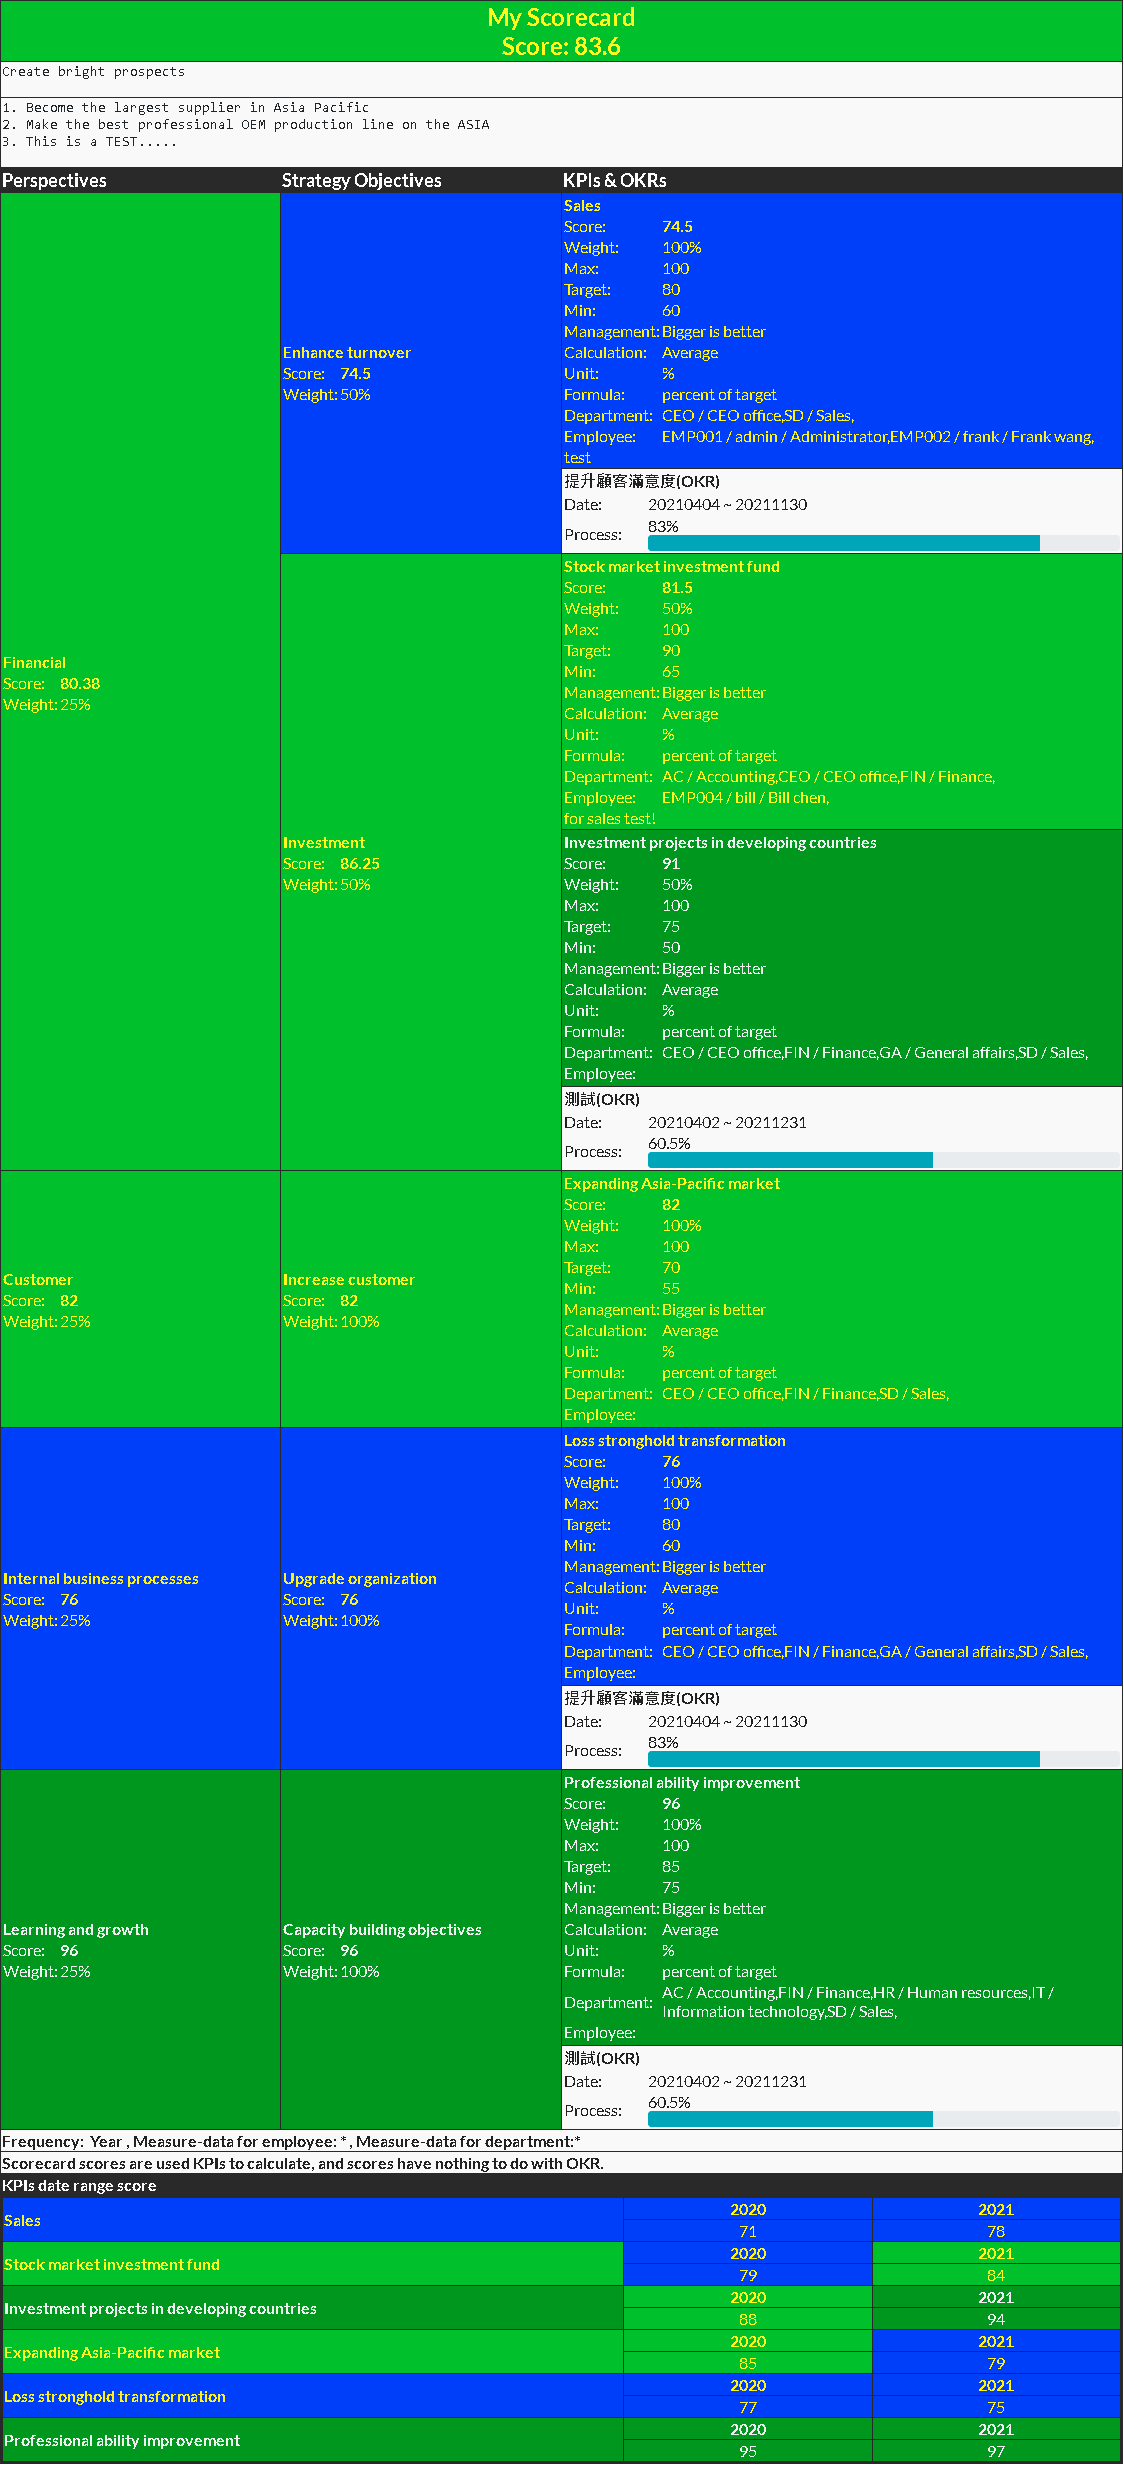 My Scorecard
Score: 83.6
Create bright prospects
1. Become the largest supplier in Asia Pacific
2. Make the best professional OEM production line on the ASIA
3. This is a TEST.....
Perspectives Strategy Objectives KPIs & OKRs
Financial
Score: 80.38
Weight: 25%
Enhance turnover
Score: 74.5
Weight: 50%
Sales
Score: 74.5
Weight: 100%
Max: 100
Target: 80
Min: 60
Management: Bigger is better
Calculation: Average
Unit: %
Formula: percent of target
Department: CEO / CEO office,SD / Sales,
Employee: EMP001 / admin / Administrator,EMP002 / frank / Frank wang,
test
提升顧客滿意度(OKR)
Date: 20210404 ~ 20211130
Process: 83%
Investment
Score: 86.25
Weight: 50%
Stock market investment fund
Score: 81.5
Weight: 50%
Max: 100
Target: 90
Min: 65
Management: Bigger is better
Calculation: Average
Unit: %
Formula: percent of target
Department: AC / Accounting,CEO / CEO office,FIN / Finance,
Employee: EMP004 / bill / Bill chen,
for sales test!
Investment projects in developing countries
Score: 91
Weight: 50%
Max: 100
Target: 75
Min: 50
Management: Bigger is better
Calculation: Average
Unit: %
Formula: percent of target
Department: CEO / CEO office,FIN / Finance,GA / General affairs,SD / Sales,
Employee:
測試(OKR)
Date: 20210402 ~ 20211231
Process: 60.5%
Customer
Score: 82
Weight: 25%
Increase customer
Score: 82
Weight: 100%
Expanding Asia-Pacific market
Score: 82
Weight: 100%
Max: 100
Target: 70
Min: 55
Management: Bigger is better
Calculation: Average
Unit: %
Formula: percent of target
Department: CEO / CEO office,FIN / Finance,SD / Sales,
Employee:
Internal business processes
Score: 76
Weight: 25%
Upgrade organization
Score: 76
Weight: 100%
Loss stronghold transformation
Score: 76
Weight: 100%
Max: 100
Target: 80
Min: 60
Management: Bigger is better
Calculation: Average
Unit: %
Formula: percent of target
Department: CEO / CEO office,FIN / Finance,GA / General affairs,SD / Sales,
Employee:
提升顧客滿意度(OKR)
Date: 20210404 ~ 20211130
Process: 83%
Learning and growth
Score: 96
Weight: 25%
Capacity building objectives
Score: 96
Weight: 100%
Professional ability improvement
Score: 96
Weight: 100%
Max: 100
Target: 85
Min: 75
Management: Bigger is better
Calculation: Average
Unit: %
Formula: percent of target
Department: AC / Accounting,FIN / Finance,HR / Human resources,IT /
Information technology,SD / Sales,
Employee:
測試(OKR)
Date: 20210402 ~ 20211231
Process: 60.5%
Frequency: Year , Measure-data for employee: * , Measure-data for department:*
Scorecard scores are used KPIs to calculate, and scores have nothing to do with OKR.
KPIs date range score
Sales
2020 2021
71 78
Stock market investment fund
2020 2021
79 84
Investment projects in developing countries
2020 2021
88 94
Expanding Asia-Pacific market
2020 2021
85 79
Loss stronghold transformation
2020 2021
77 75
Professional ability improvement
2020 2021
95 97